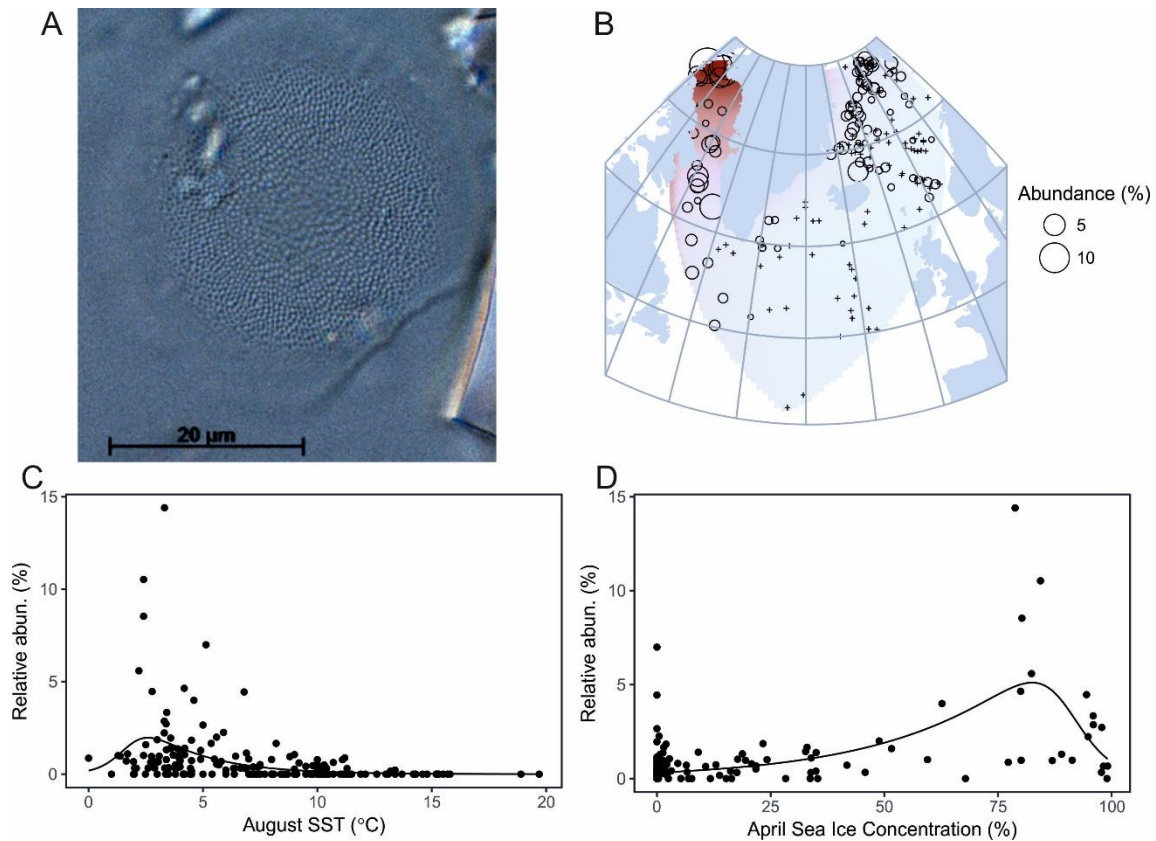 A
20 µm
B
Abundance (%)
5
10
C
Relative abun. (%)
15
10
5
0
0
5
10
15
20
August SST (°C)
D
Relative abun. (%)
15
10
5
0
0
25
50
75
100
April Sea Ice Concentration (%)